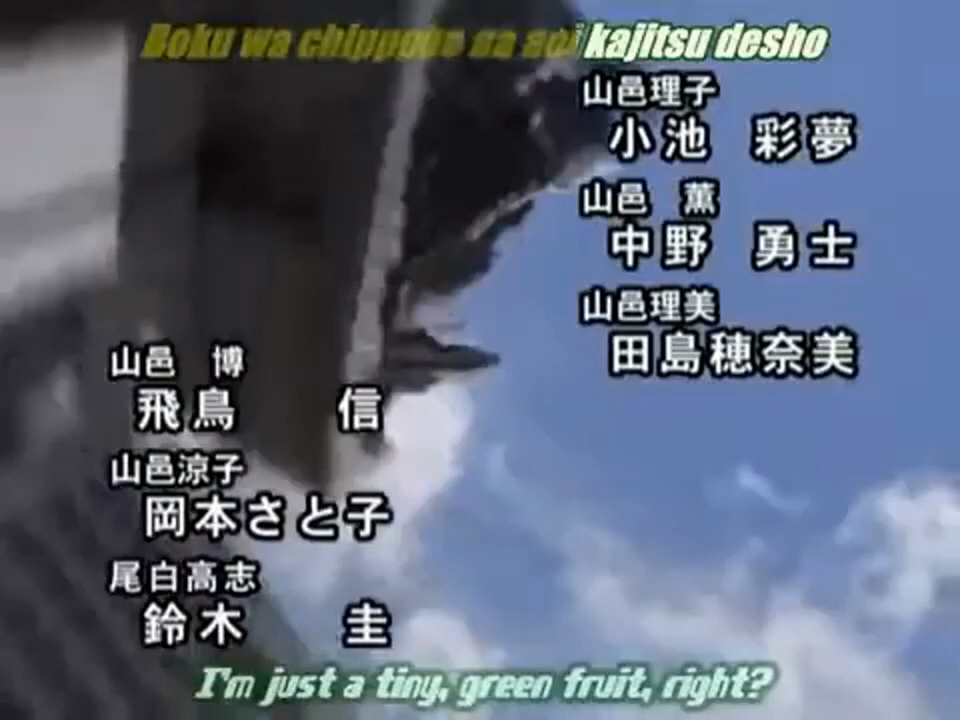 Boku wa chippoke na aoi kajitsu desho
山邑理子
小池 彩夢
山邑 薫
中野 勇士
山邑理美
田島穂奈美
山邑 博
飛鳥 信
山邑涼子
岡本さと子
尾白高志
鈴木 圭
I'm just a tiny, green fruit, right?